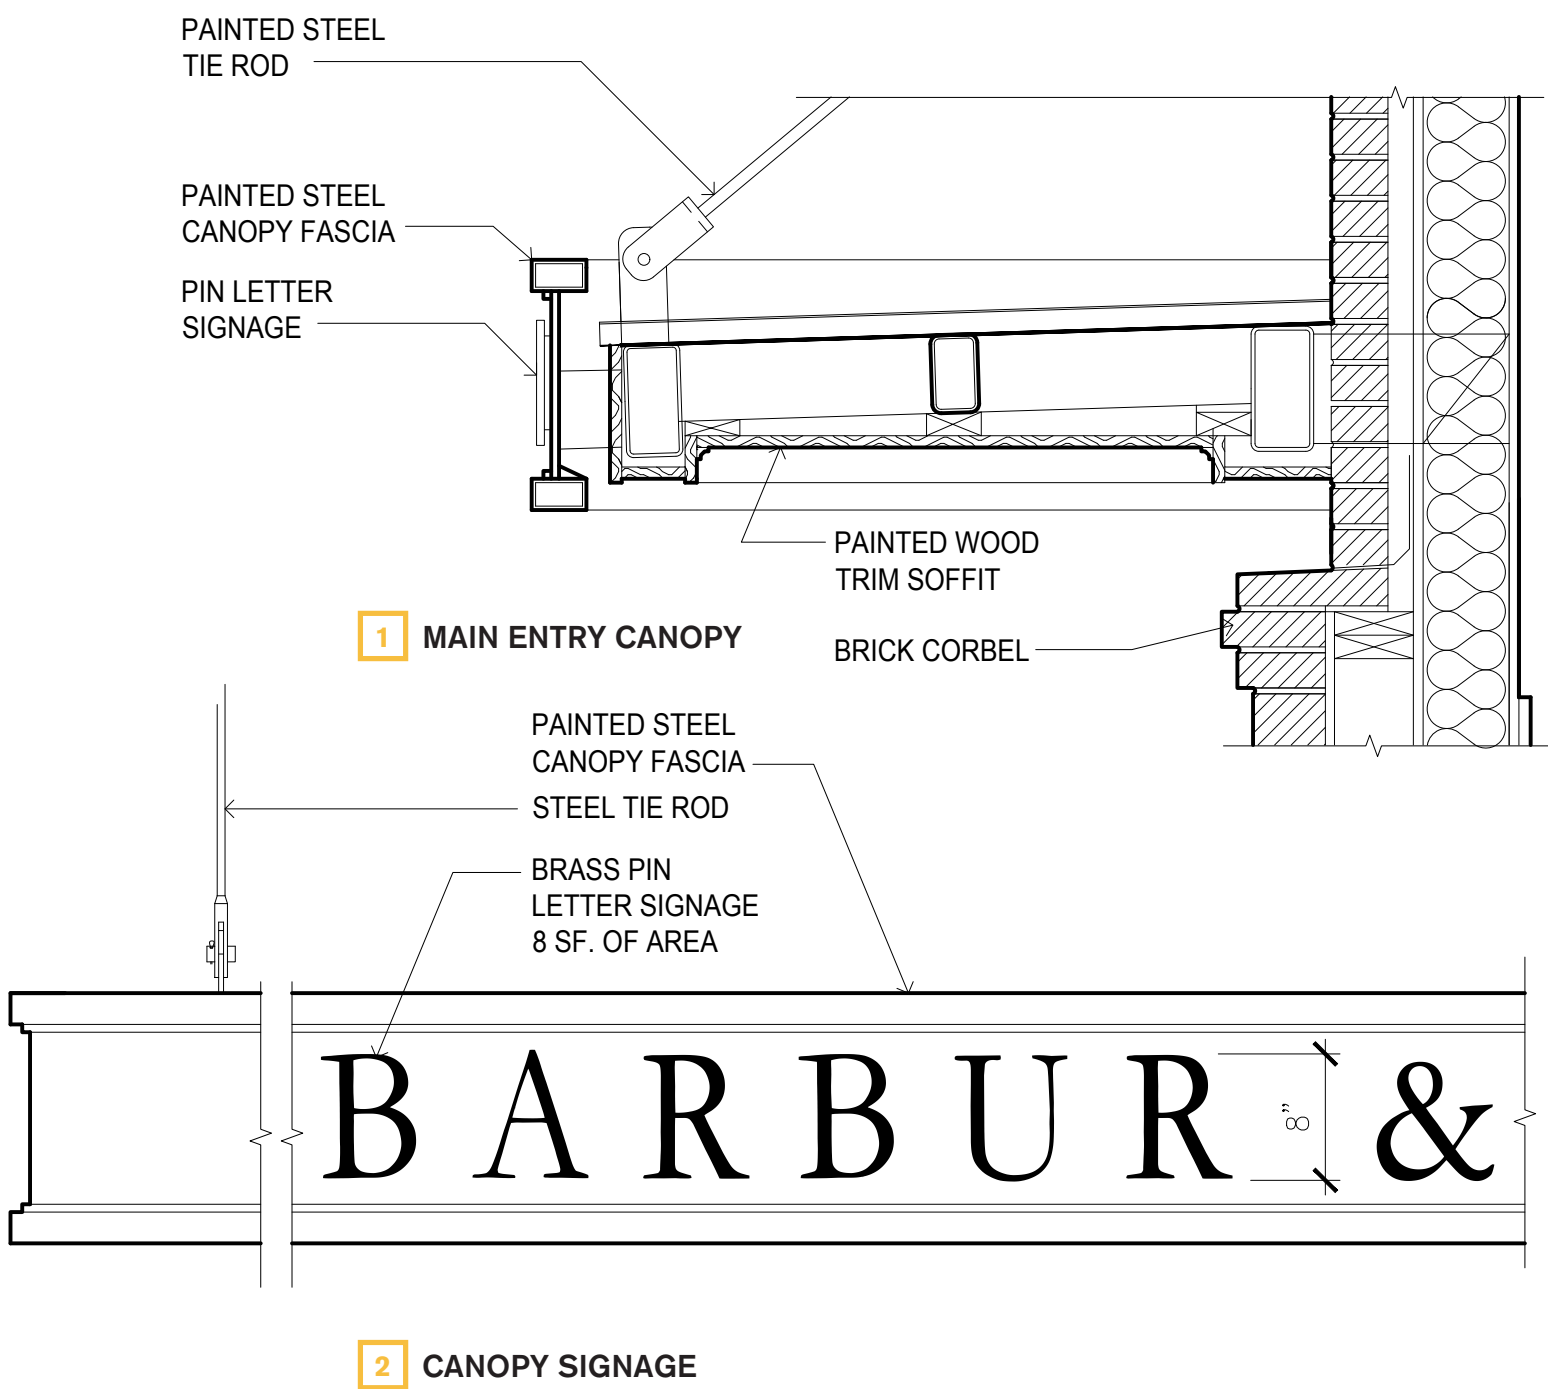 PAINTED STEEL
TIE ROD
PAINTED STEEL
CANOPY FASCIA
PIN LETTER
SIGNAGE
PAINTED WOOD
TRIM SOFFIT
BRICK CORBEL
1 MAIN ENTRY CANOPY
PAINTED STEEL
CANOPY FASCIA
STEEL TIE ROD
BRASS PIN
LETTER SIGNAGE
8 SF. OF AREA
BARBUR &
8"
2 CANOPY SIGNAGE